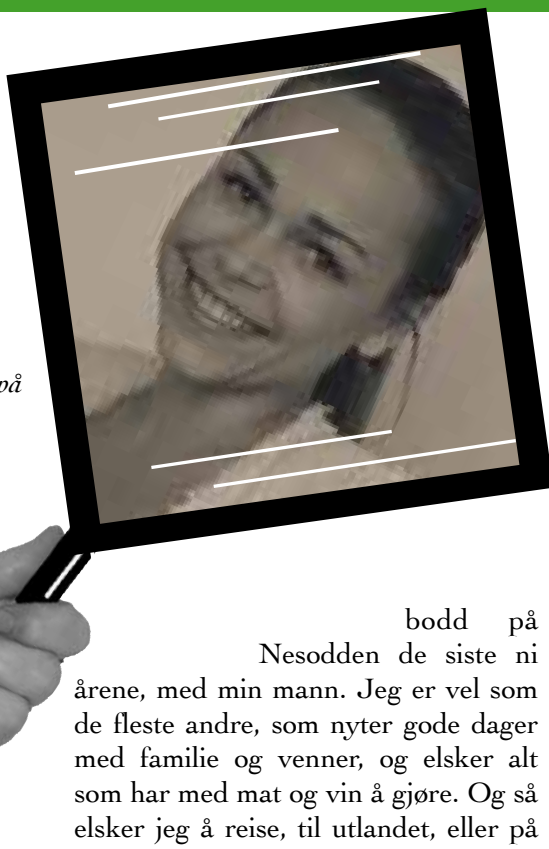 på
bodd på
Nesodden de siste ni
årene, med min mann. Jeg er vel som
de fleste andre, som nyter gode dager
med familie og venner, og elsker alt
som har med mat og vin å gjøre. Og så
elsker jeg å reise, til utlandet, eller på